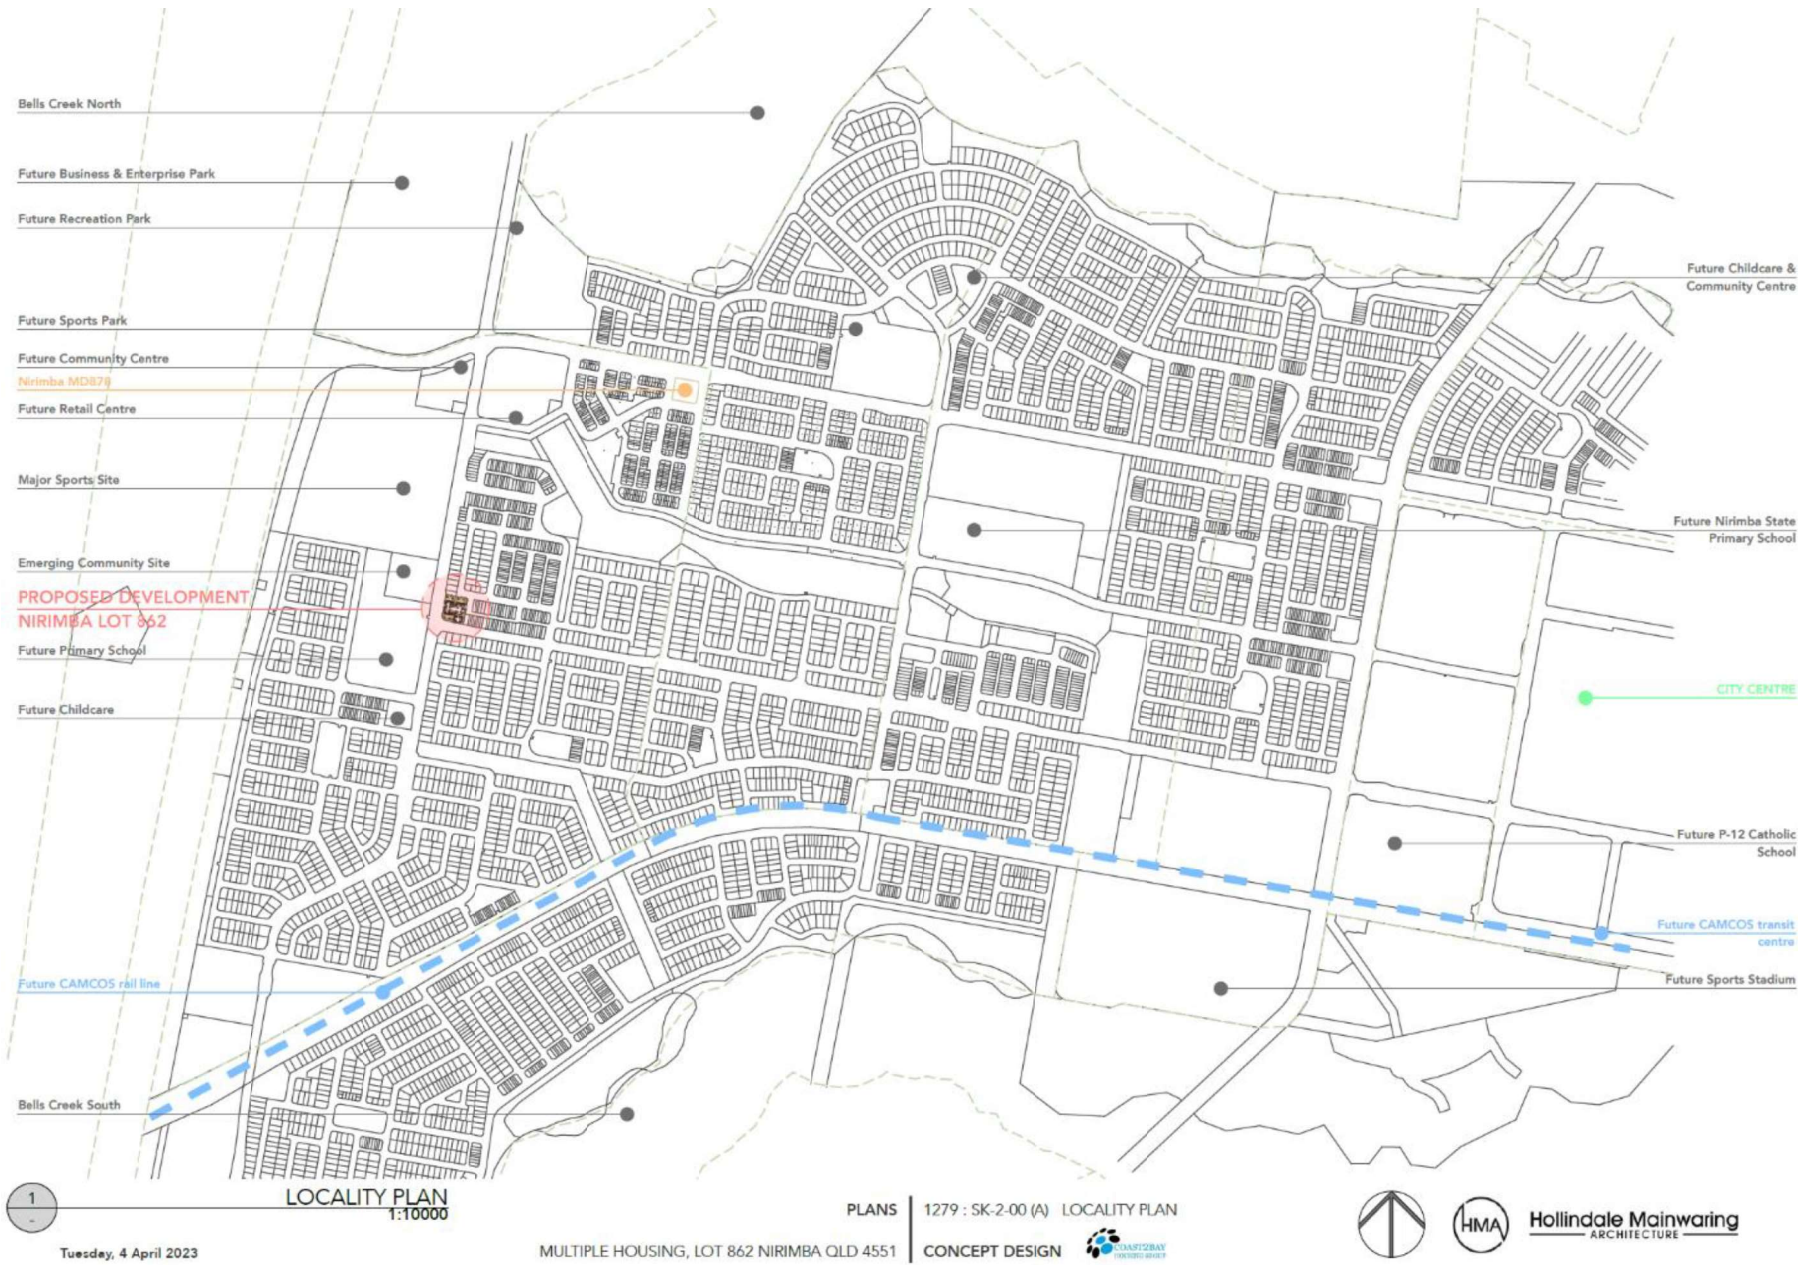 Bells Creek North
Future Business & Enterprise Park
Future Recreation Park
Future Sports Park
Future Community Centre
Nirimba MD878
Future Retail Centre
Major Sports Site
Emerging Community Site
PROPOSED DEVELOPMENT
NIRIMBA LOT 862
Future Primary School
Future Childcare
Future CAMCOS rail line
Bells Creek South
Future Childcare &
Community Centre
Future Nirimba State
Primary School
CITY CENTRE
Future P-12 Catholic
School
Future CAMCOS transit
centre
Future Sports Stadium
1
-
LOCALITY PLAN
1:10000
Tuesday, 4 April 2023
PLANS
1279 : SK-2-00 (A) LOCALITY PLAN
MULTIPLE HOUSING, LOT 862 NIRIMBA QLD 4551
CONCEPT DESIGN
COAST2BAY
HOUSING GROUP
HMA
Hollindale Mainwaring
ARCHITECTURE